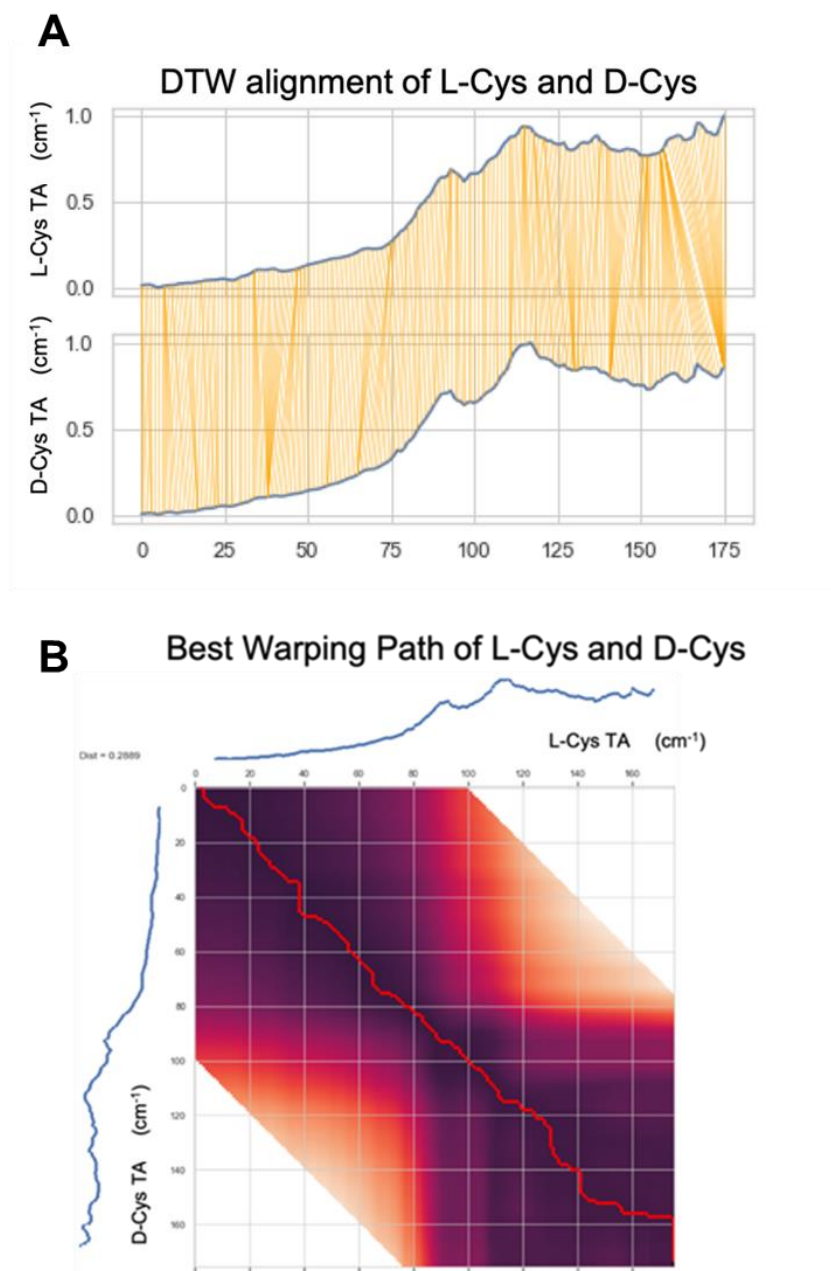 A
DTW alignment of L-Cys and D-Cys
L-Cys TA (cm-1)
1.0
0.5
0.0
D-Cys TA (cm-1)
1.0
0.5
0.0
0 25 50 75 100 125 150 175
B
Best Warping Path of L-Cys and D-Cys
L-Cys TA (cm-1)
Dist = 0.2889
0 20 40 60 80 100 120 140 160
0
20
40
60
80
100
120
140
160
D-Cys TA (cm-1)